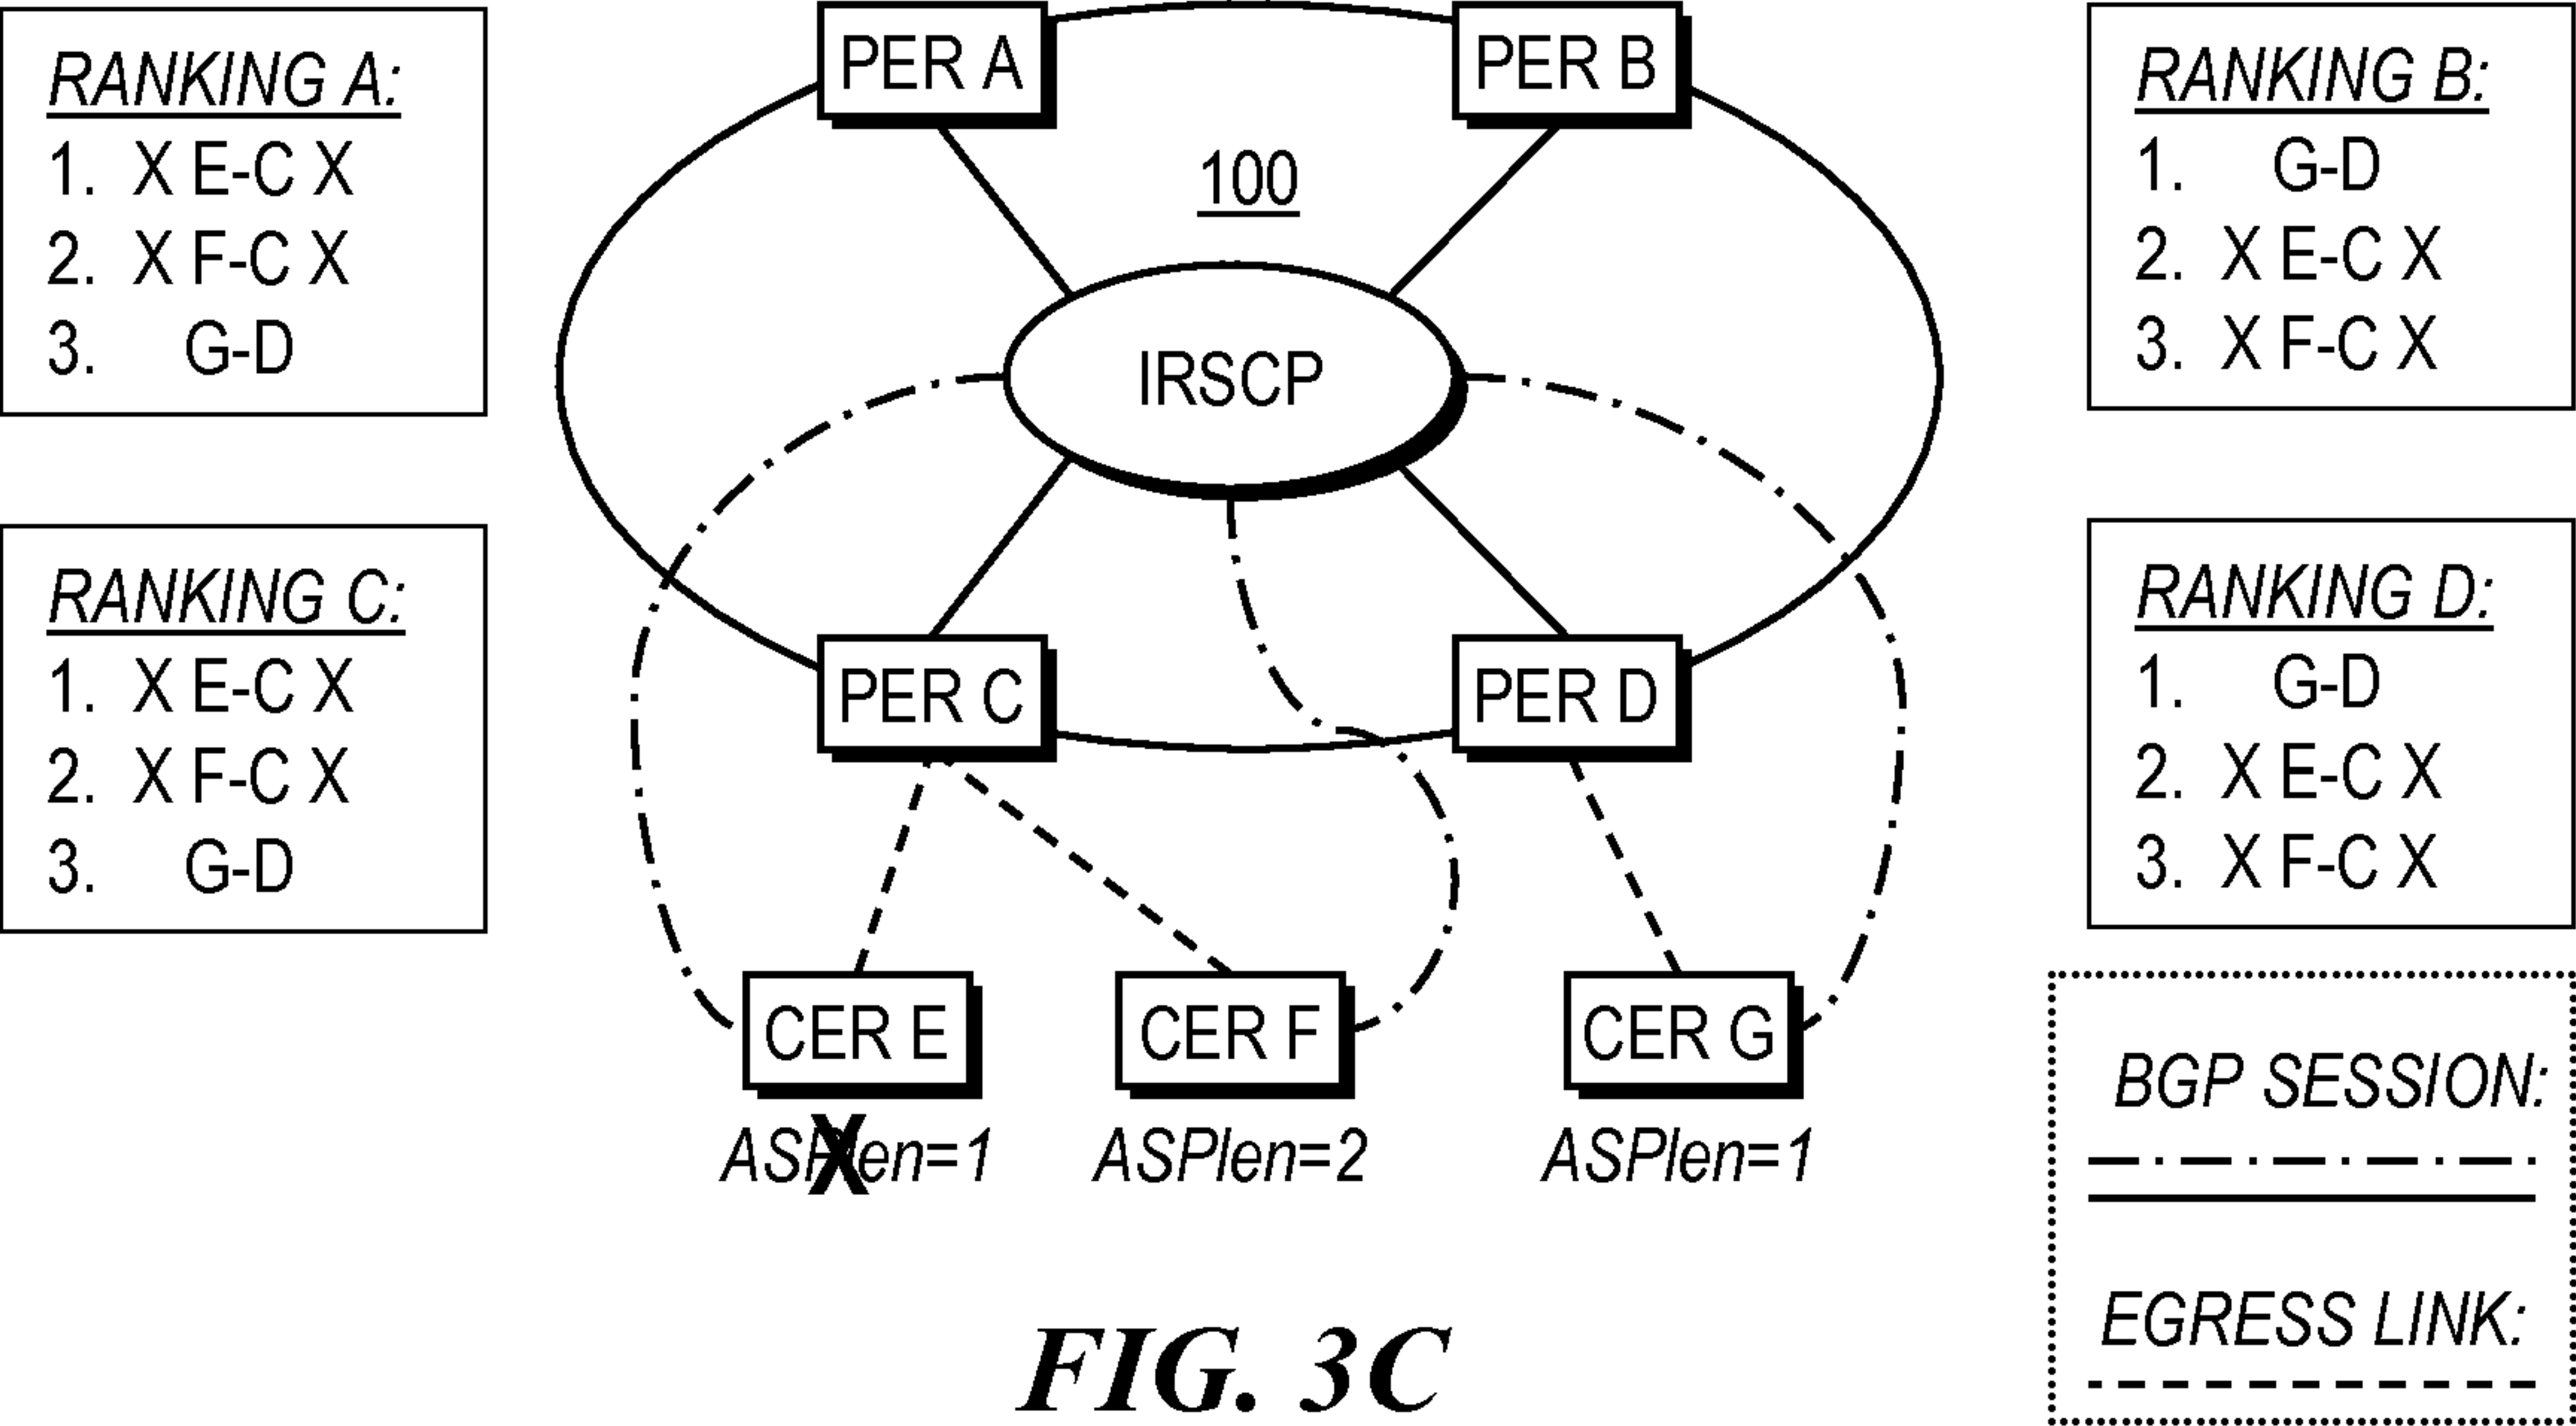 RANKING A:
1. X E-C X
2. X F-C X
3. G-D
PER A
PER B
100
RANKING B:
1. G-D
2. X E-C X
3. X F-C X
IRSCP
RANKING C:
1. X E-C X
2. X F-C X
3. G-D
PER C
PER D
RANKING D:
1. G-D
2. X E-C X
3. X F-C X
CER E
CER F
CER G
ASPlen=1
X
ASPlen=2
ASPlen=1
BGP SESSION:
EGRESS LINK:
FIG. 3C